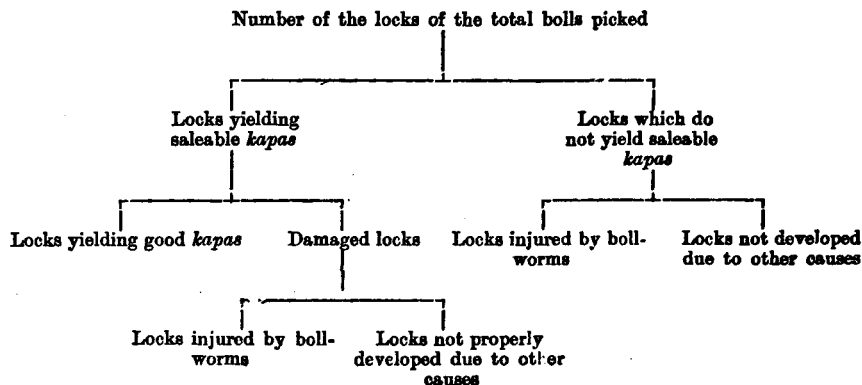 Number of the locks of the total bolls picked
Locks yielding
saleable kapas
Locks which do
not yield saleable
kapas
Locks yielding good kapas
Damaged locks
Locks injured by boll-
worms
Locks not developed
due to other causes
Locks injured by boll-
worms
Locks not properly
developed due to other
causes